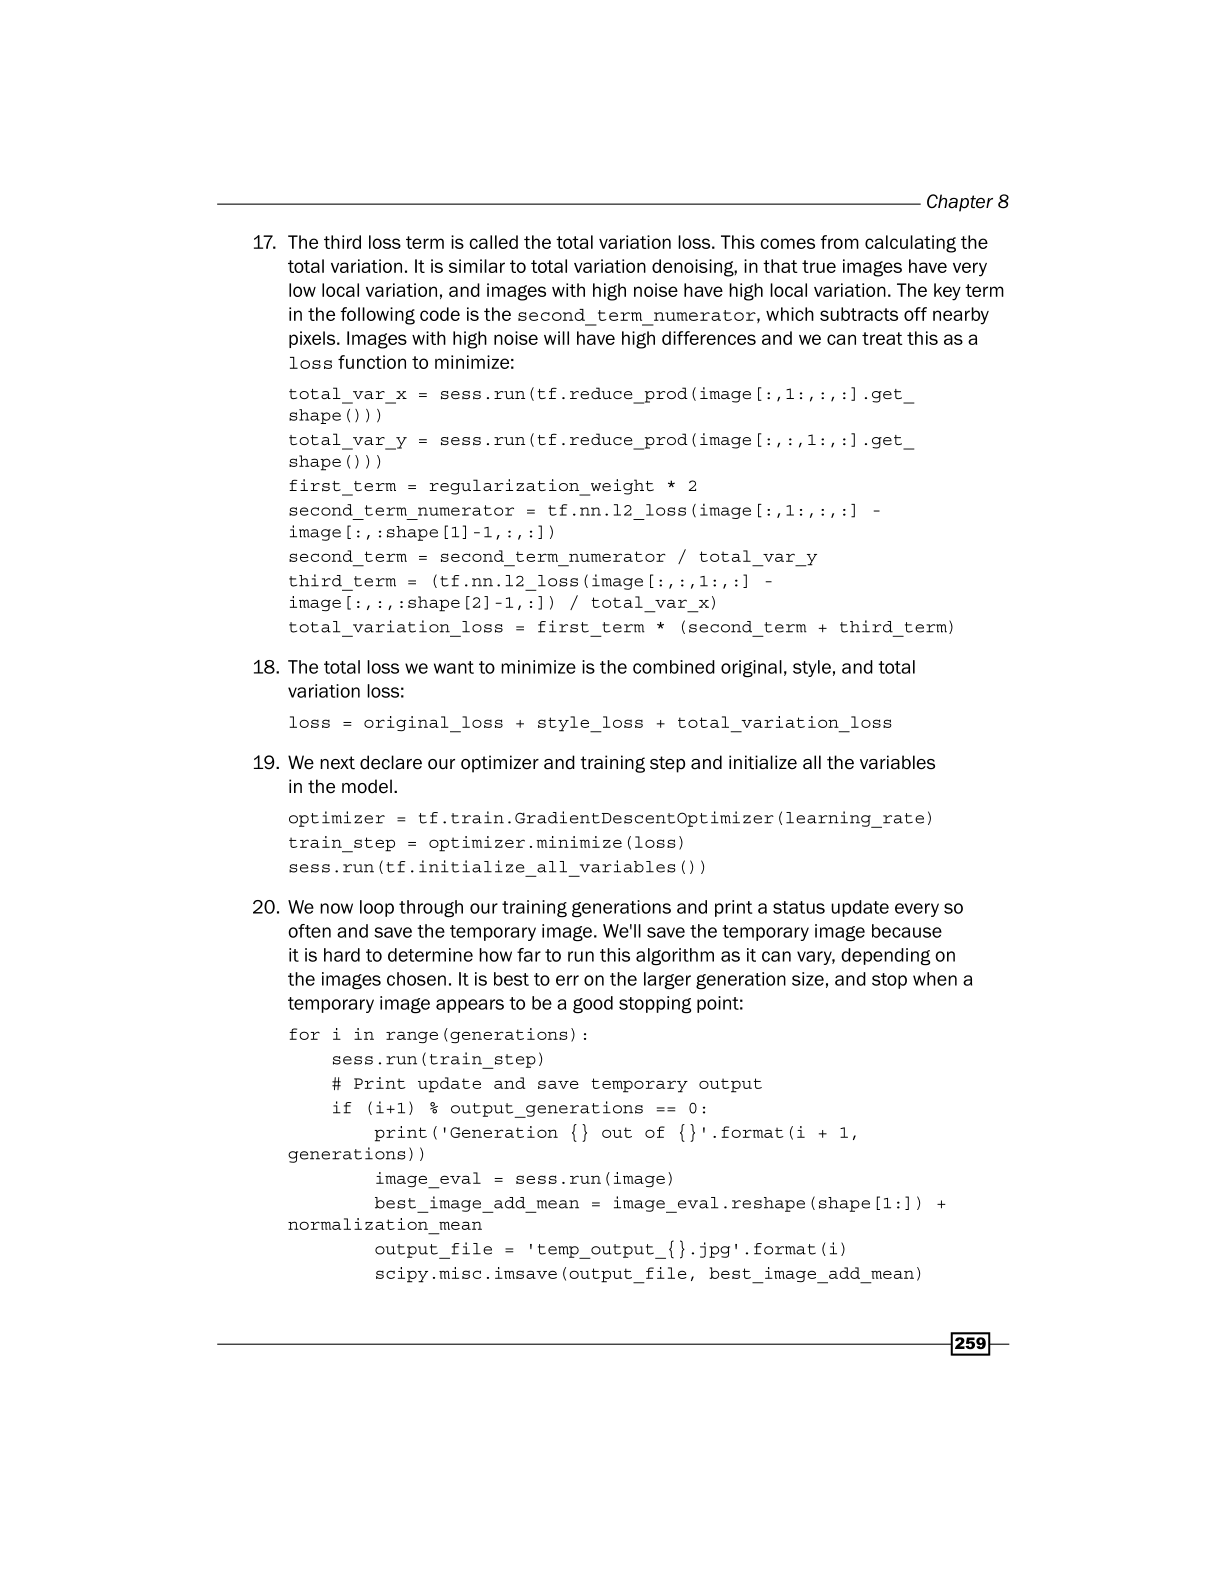 Chapter 8
17. The third loss term is called the total variation loss. This comes from calculating the
total variation. It is similar to total variation denoising, in that true images have very
low local variation, and images with high noise have high local variation. The key term
in the following code is the second_term_numerator, which subtracts off nearby
pixels. Images with high noise will have high differences and we can treat this as a
loss function to minimize:
total_var_x = sess.run(tf.reduce_prod(image[:,1:,:,:].get_
shape()))
total_var_y = sess.run(tf.reduce_prod(image[:,:,1:,:].get_
shape()))
first_term = regularization_weight * 2
second_term_numerator = tf.nn.l2_loss(image[:,1:,:,:] -
image[:,:shape[1]-1,:,:])
second_term = second_term_numerator / total_var_y
third_term = (tf.nn.l2_loss(image[:,:,1:,:] -
image[:,:,:shape[2]-1,:]) / total_var_x)
total_variation_loss = first_term * (second_term + third_term)
18. The total loss we want to minimize is the combined original, style, and total
variation loss:
loss = original_loss + style_loss + total_variation_loss
19. We next declare our optimizer and training step and initialize all the variables
in the model.
optimizer = tf.train.GradientDescentOptimizer(learning_rate)
train_step = optimizer.minimize(loss)
sess.run(tf.initialize_all_variables())
20. We now loop through our training generations and print a status update every so
often and save the temporary image. We'll save the temporary image because
it is hard to determine how far to run this algorithm as it can vary, depending on
the images chosen. It is best to err on the larger generation size, and stop when a
temporary image appears to be a good stopping point:
for i in range(generations):
    sess.run(train_step)
    # Print update and save temporary output
    if (i+1) % output_generations == 0:
        print('Generation {} out of {}'.format(i + 1,
generations))
        image_eval = sess.run(image)
        best_image_add_mean = image_eval.reshape(shape[1:]) +
normalization_mean
        output_file = 'temp_output_{}.jpg'.format(i)
        scipy.misc.imsave(output_file, best_image_add_mean)
259